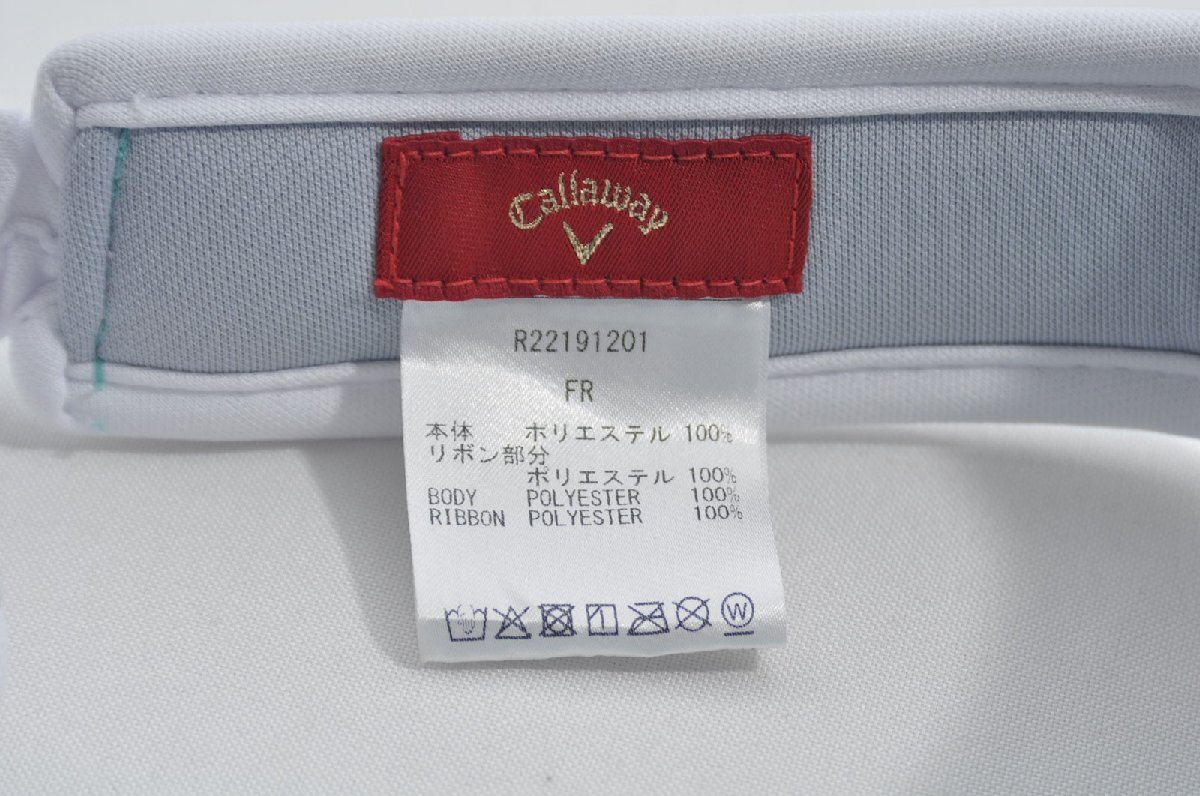 Callaway
R22191201
FR
本体 ポリエステル 100%
リボン部分
ポリエステル 100%
BODY POLYESTER 100%
RIBBON POLYESTER 100%
W